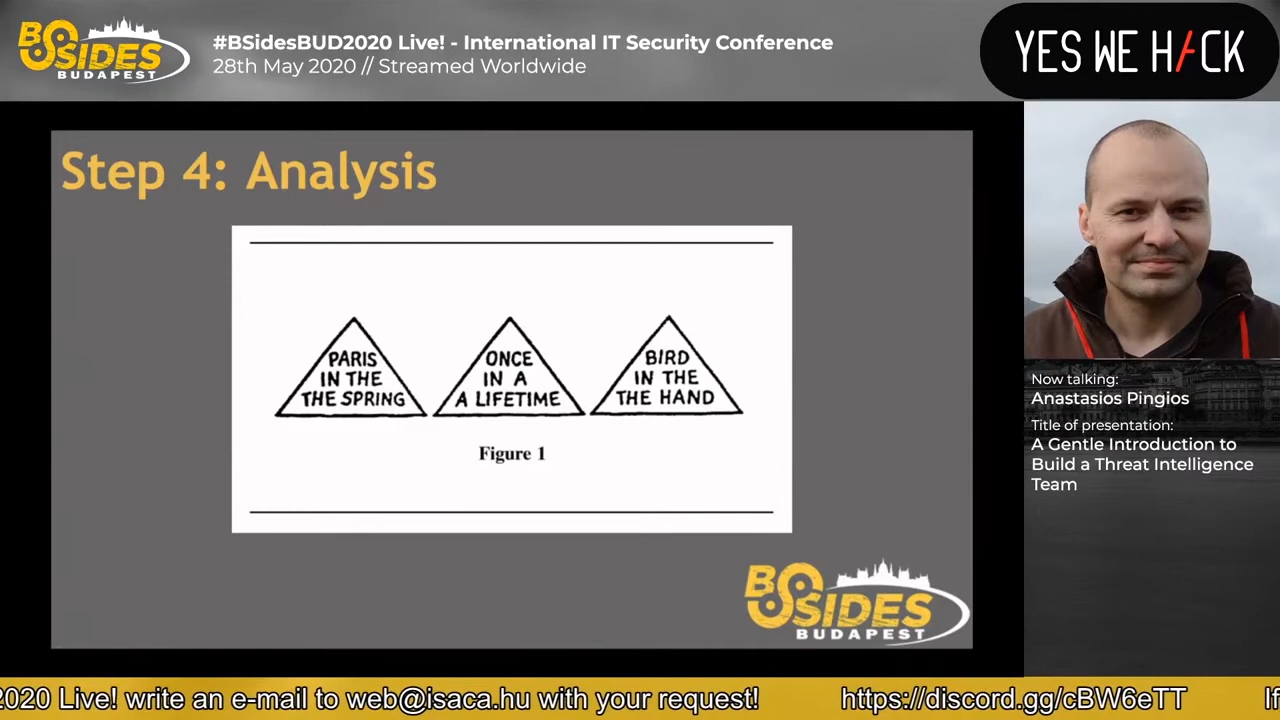 BSIDES
BUDAPEST
#BSidesBUD2020 Live! - International IT Security Conference
28th May 2020 // Streamed Worldwide
YES WE H/CK
Step 4: Analysis
PARIS
IN THE
THE SPRING
ONCE
IN A
A LIFETIME
BIRD
IN THE
THE HAND
Figure 1
BSIDES
BUDAPEST
Now talking:
Anastasios Pingios
Title of presentation:
A Gentle Introduction to
Build a Threat Intelligence
Team
2020 Live! write an e-mail to web@isaca.hu with your request! https://discord.gg/cBW6eTT If